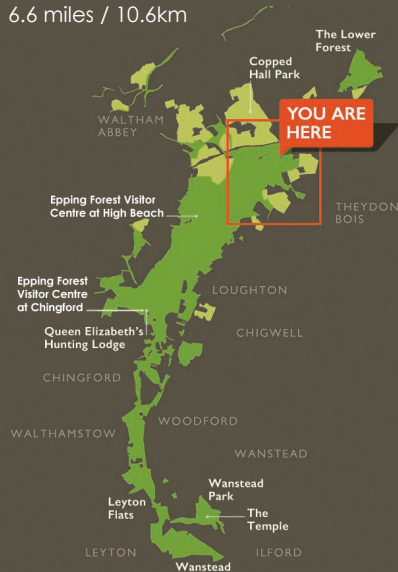 6.6 miles / 10.6km
The Lower
Forest
Copped
Hall Park
YOU ARE
HERE
WALTHAM
ABBEY
Epping Forest Visitor
Centre at High Beach
THEYDON
BOIS
Epping Forest
Visitor Centre
at Chingford
LOUGHTON
Queen Elizabeth's
Hunting Lodge
CHIGWELL
CHINGFORD
WOODFORD
WALTHAMSTOW
WANSTEAD
Wanstead
Park
Leyton
Flats
The
Temple
LEYTON
ILFORD
Wanstead